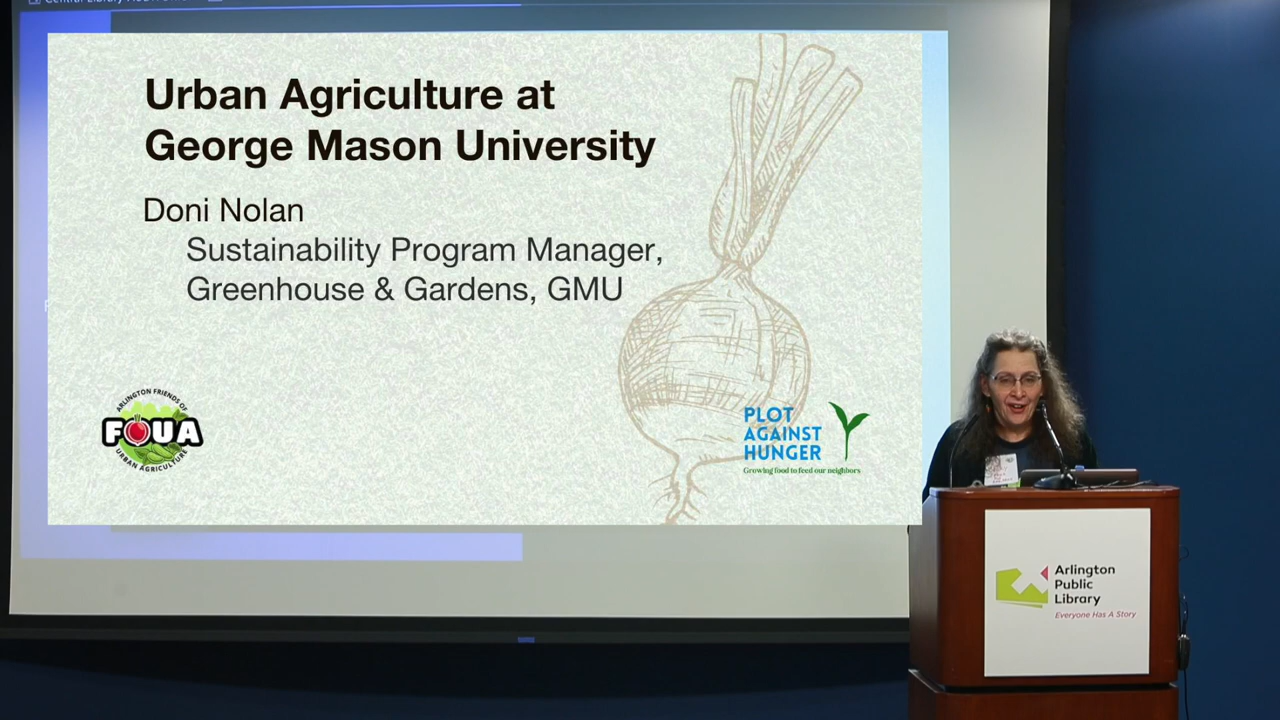 Urban Agriculture at
George Mason University
Doni Nolan
Sustainability Program Manager,
Greenhouse & Gardens, GMU
ARLINGTON FRIENDS OF
FOUA
URBAN AGRICULTURE
PLOT
AGAINST
HUNGER
Growing food to feed our neighbors
Arlington
Public
Library
Everyone Has A Story